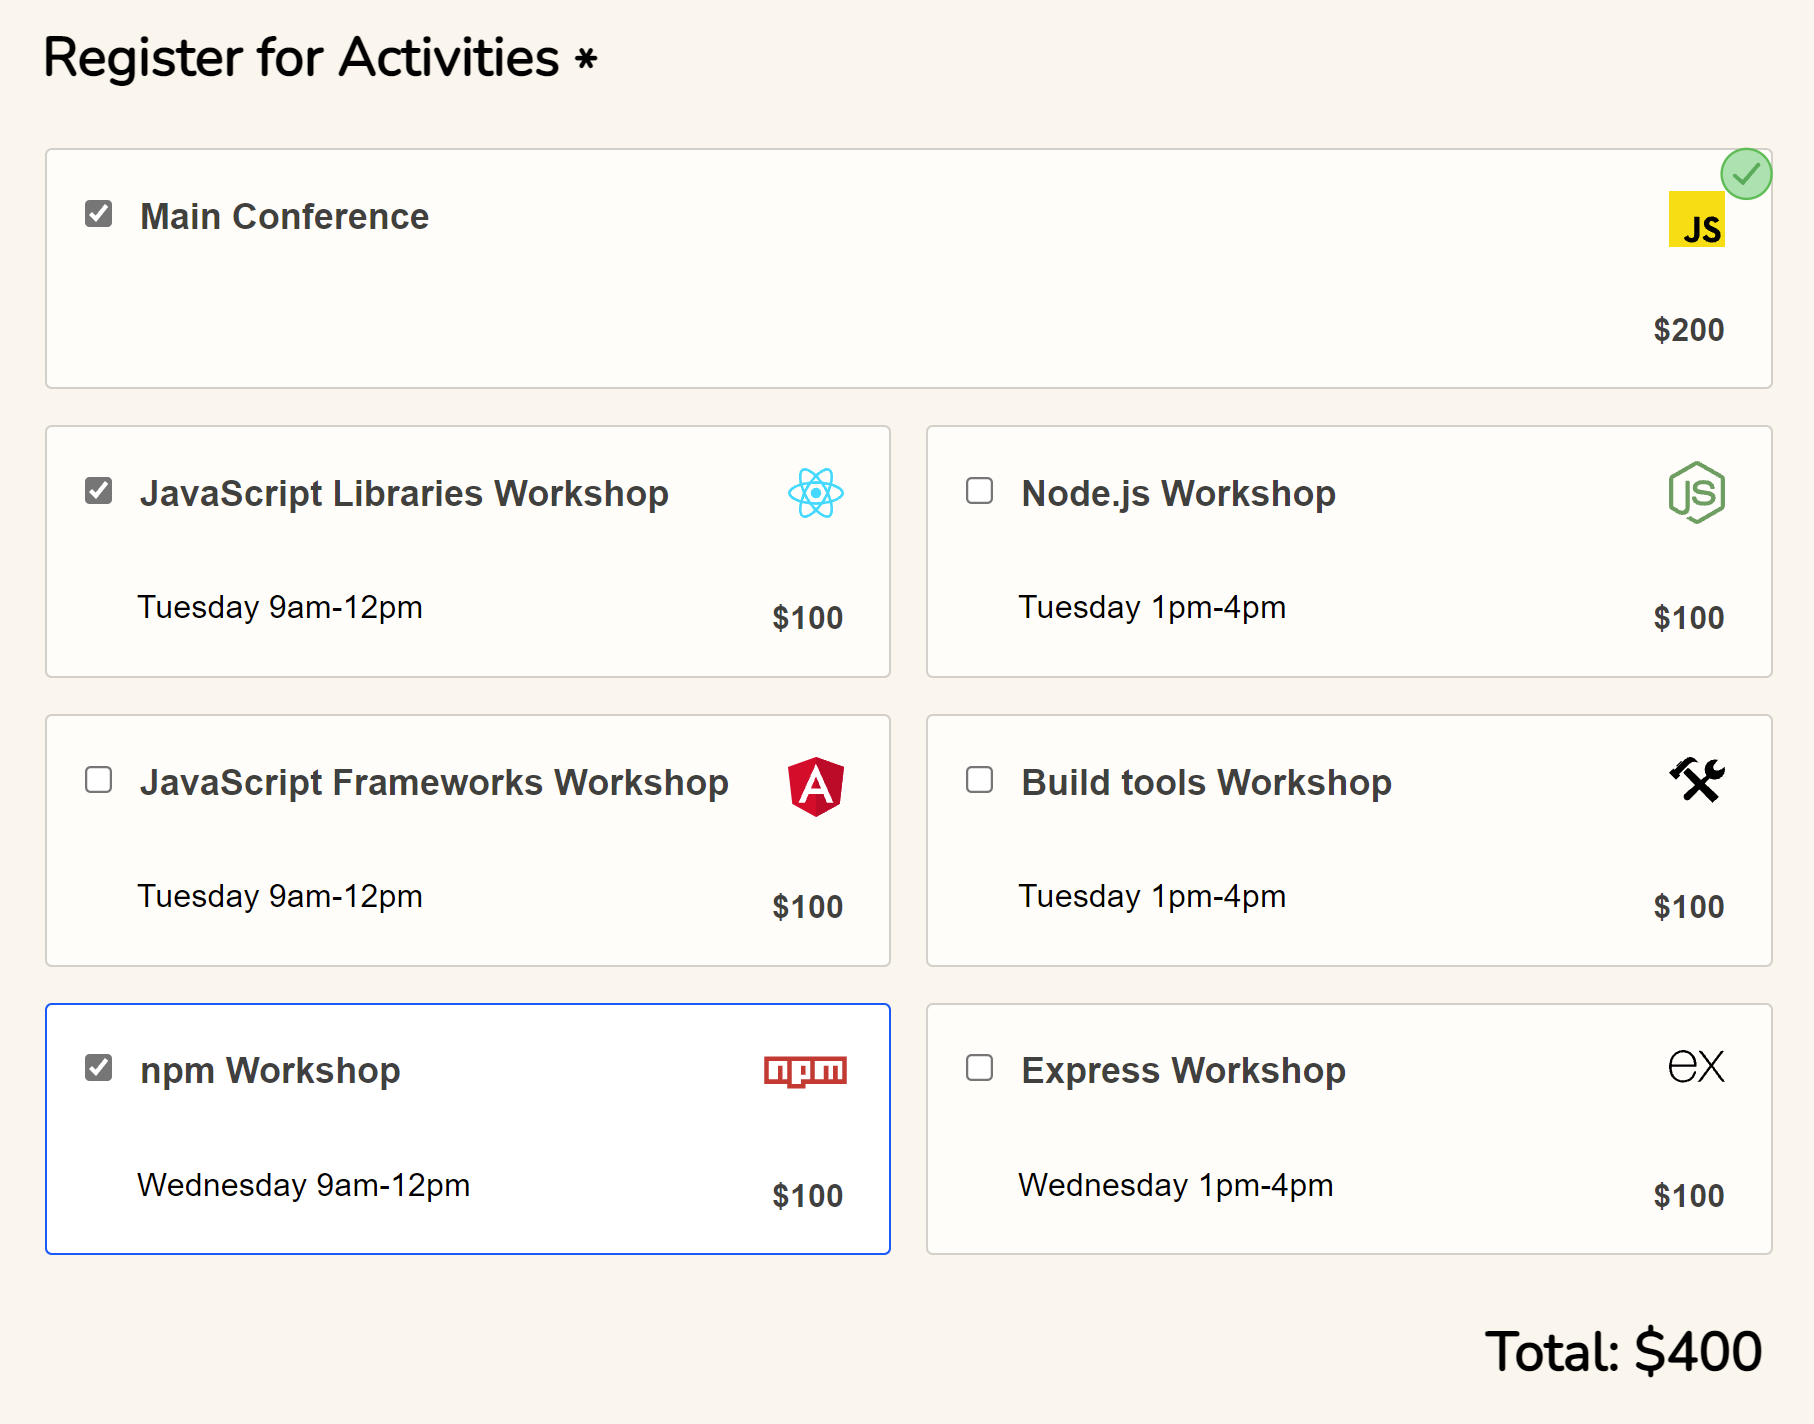 Register for Activities *
Main Conference
JS
$200
JavaScript Libraries Workshop
Tuesday 9am-12pm
$100
Node.js Workshop
JS
Tuesday 1pm-4pm
$100
JavaScript Frameworks Workshop
A
Tuesday 9am-12pm
$100
Build tools Workshop
Tuesday 1pm-4pm
$100
npm Workshop
npm
Wednesday 9am-12pm
$100
Express Workshop
ex
Wednesday 1pm-4pm
$100
Total: $400